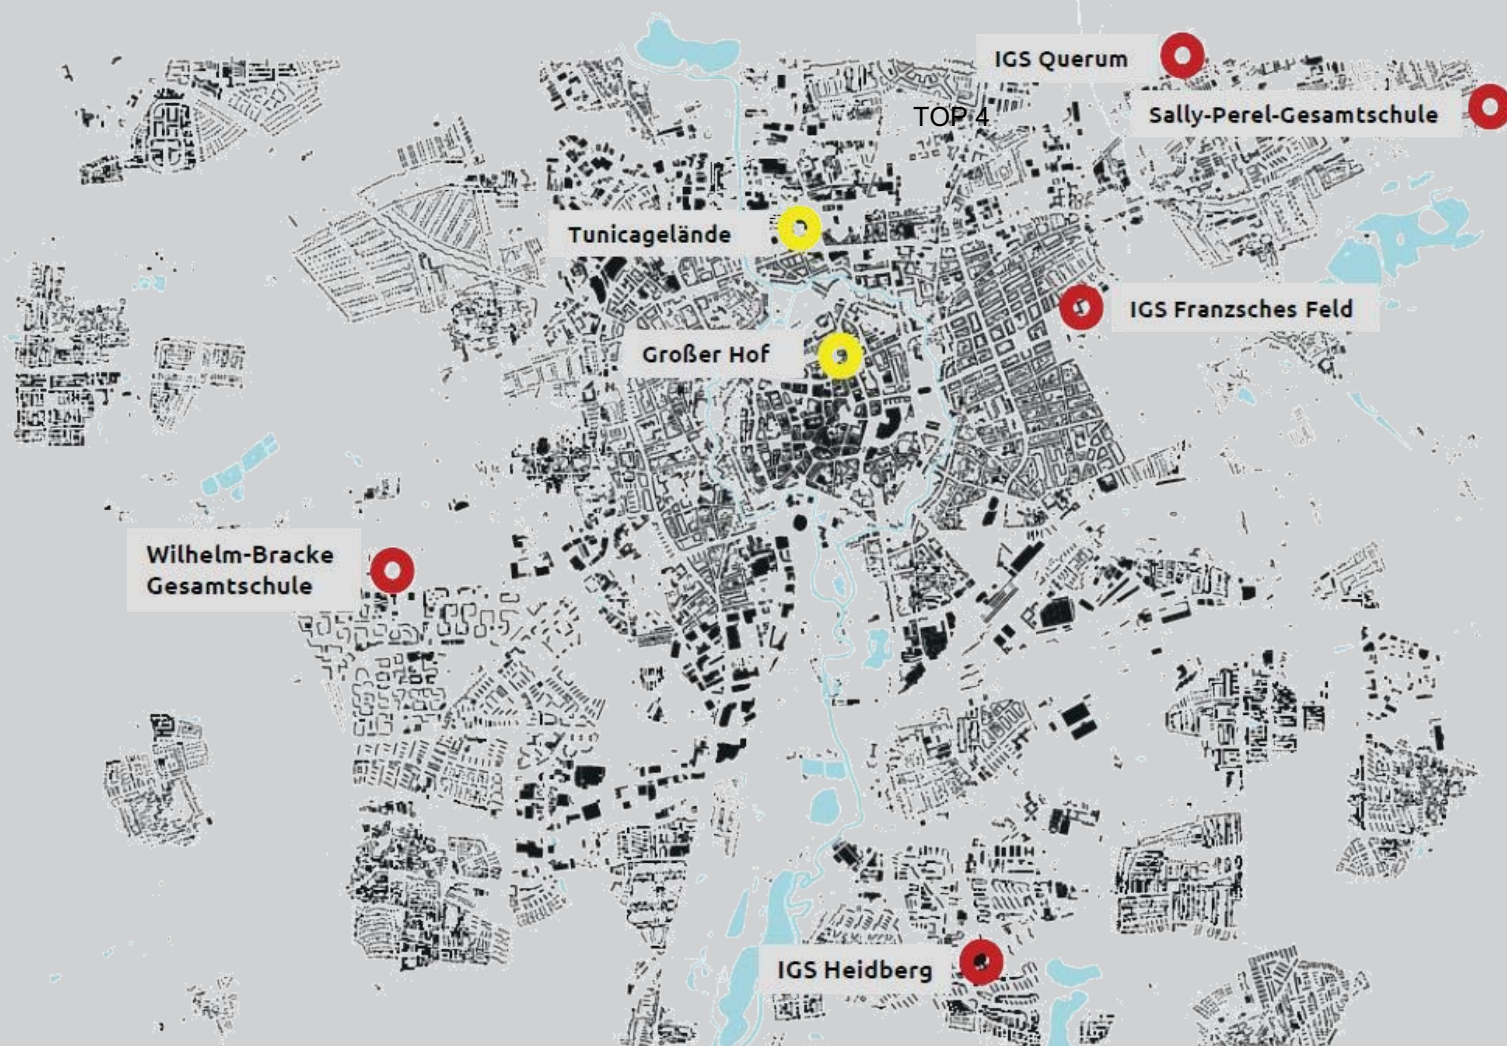 IGS Querum
TOP 4
Sally-Perel-Gesamtschule
Tunicagelände
IGS Franzsches Feld
Großer Hof
Wilhelm-Bracke
Gesamtschule
IGS Heidberg